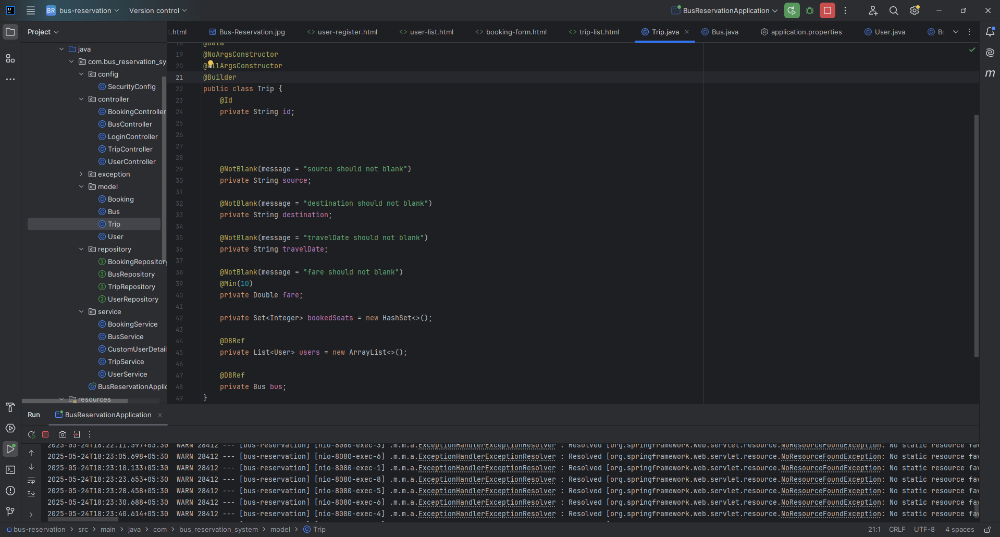 BR bus-reservation Version control BusReservationApplication
Project
t.html Bus-Reservation.jpg user-register.html user-list.html booking-form.html trip-list.html Trip.java Bus.java application.properties User.java Bc
java
com.bus_reservation_sy
config
SecurityConfig
controller
BookingController
BusController
LoginController
TripController
UserController
exception
model
Booking
Bus
Trip
User
repository
BookingRepository
BusRepository
TripRepository
UserRepository
service
BookingService
BusService
CustomUserDetail
TripService
UserService
BusReservationApplic
resources
18 @Data
19 @NoArgsConstructor
20 @AllArgsConstructor
21 @Builder
22 public class Trip {
23 @Id
24 private String id;
25
26
27
28
29 @NotBlank(message = "source should not blank")
30 private String source;
31
32 @NotBlank(message = "destination should not blank")
33 private String destination;
34
35 @NotBlank(message = "travelDate should not blank")
36 private String travelDate;
37
38 @NotBlank(message = "fare should not blank")
39 @Min(10)
40 private Double fare;
41
42 private Set<Integer> bookedSeats = new HashSet<>();
43
44 @DBRef
45 private List<User> users = new ArrayList<>();
46
47 @DBRef
48 private Bus bus;
49 }
m
Run BusReservationApplication
2025-05-24T18:22:11.597+05:30 WARN 28412 --- [bus-reservation] [nio-8080-exec-3] .m.m.a.ExceptionHandlerExceptionResolver : Resolved [org.springframework.web.servlet.resource.NoResourceFoundException: No static resource fav
2025-05-24T18:23:05.698+05:30 WARN 28412 --- [bus-reservation] [nio-8080-exec-6] .m.m.a.ExceptionHandlerExceptionResolver : Resolved [org.springframework.web.servlet.resource.NoResourceFoundException: No static resource fav
2025-05-24T18:23:10.133+05:30 WARN 28412 --- [bus-reservation] [nio-8080-exec-1] .m.m.a.ExceptionHandlerExceptionResolver : Resolved [org.springframework.web.servlet.resource.NoResourceFoundException: No static resource fav
2025-05-24T18:23:23.653+05:30 WARN 28412 --- [bus-reservation] [nio-8080-exec-8] .m.m.a.ExceptionHandlerExceptionResolver : Resolved [org.springframework.web.servlet.resource.NoResourceFoundException: No static resource fav
2025-05-24T18:23:28.458+05:30 WARN 28412 --- [bus-reservation] [nio-8080-exec-5] .m.m.a.ExceptionHandlerExceptionResolver : Resolved [org.springframework.web.servlet.resource.NoResourceFoundException: No static resource fav
2025-05-24T18:23:30.688+05:30 WARN 28412 --- [bus-reservation] [nio-8080-exec-6] .m.m.a.ExceptionHandlerExceptionResolver : Resolved [org.springframework.web.servlet.resource.NoResourceFoundException: No static resource fav
2025-05-24T18:23:40.614+05:30 WARN 28412 --- [bus-reservation] [nio-8080-exec-4] .m.m.a.ExceptionHandlerExceptionResolver : Resolved [org.springframework.web.servlet.resource.NoResourceFoundException: No static resource fav
bus-reservation > src > main > java > com > bus_reservation_system > model > Trip 21:1 CRLF UTF-8 4 spaces